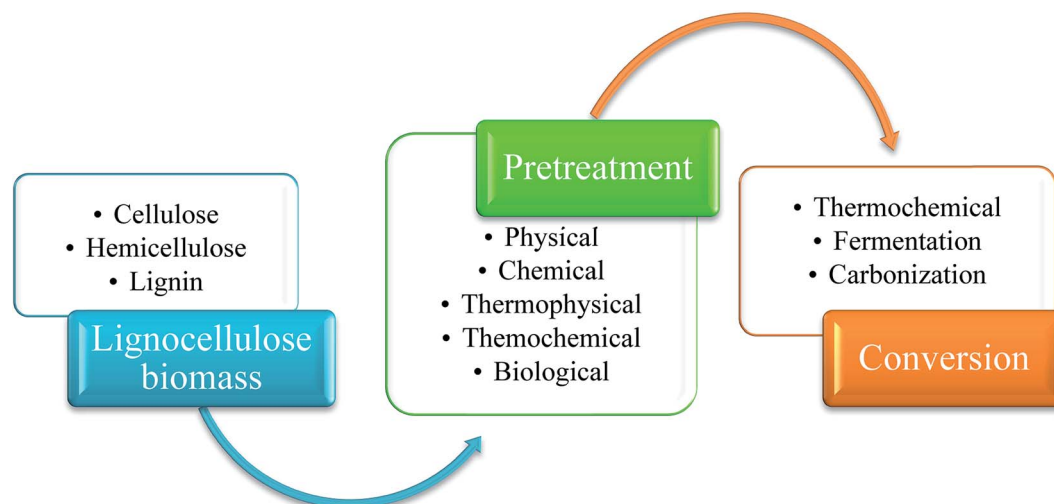 • Cellulose
• Hemicellulose
• Lignin
Lignocellulose
biomass
Pretreatment
• Physical
• Chemical
• Thermophysical
• Themochemical
• Biological
• Thermochemical
• Fermentation
• Carbonization
Conversion